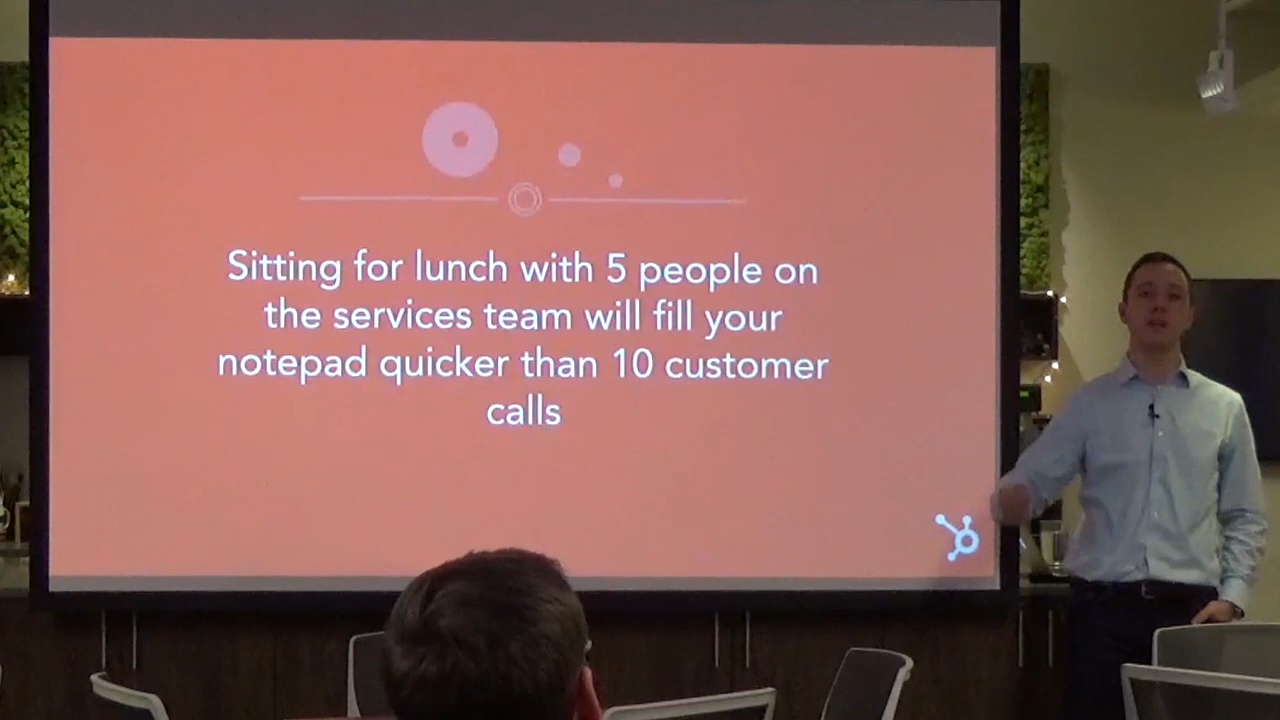 Sitting for lunch with 5 people on
the services team will fill your
notepad quicker than 10 customer
calls